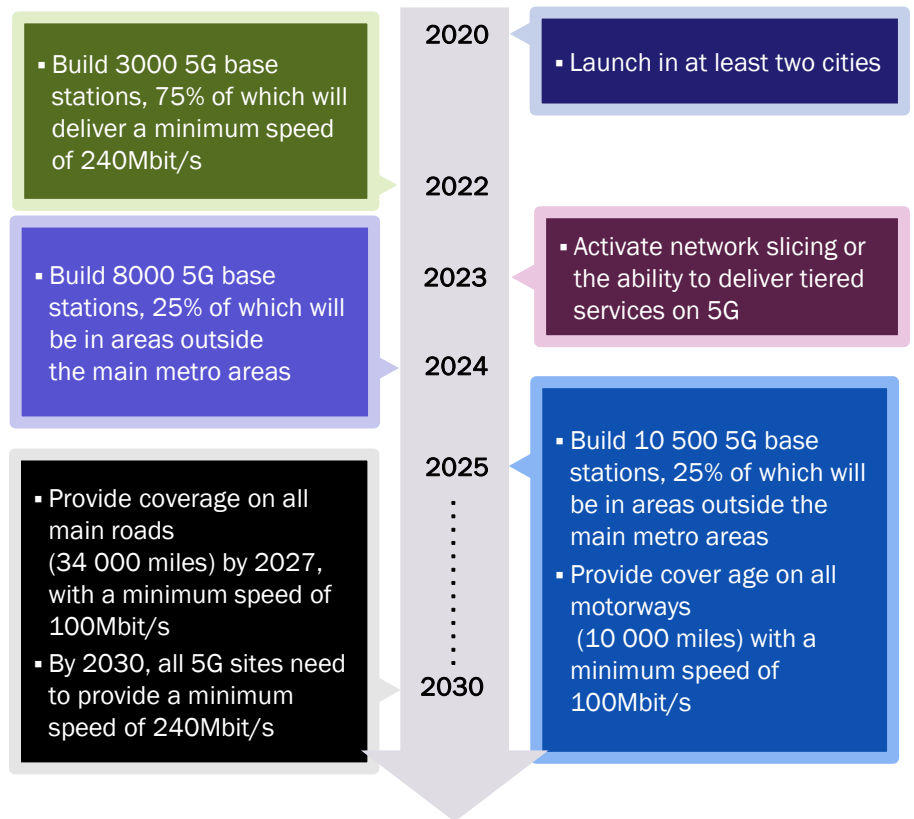 2020
▪ Launch in at least two cities
▪ Build 3000 5G base
stations, 75% of which will
deliver a minimum speed
of 240Mbit/s
2022
2023
▪ Activate network slicing or
the ability to deliver tiered
services on 5G
▪ Build 8000 5G base
stations, 25% of which will
be in areas outside
the main metro areas
2024
2025
▪ Build 10 500 5G base
stations, 25% of which will
be in areas outside the
main metro areas
▪ Provide cover age on all
motorways
(10 000 miles) with a
minimum speed of
100Mbit/s
▪ Provide coverage on all
main roads
(34 000 miles) by 2027,
with a minimum speed of
100Mbit/s
▪ By 2030, all 5G sites need
to provide a minimum
speed of 240Mbit/s
2030